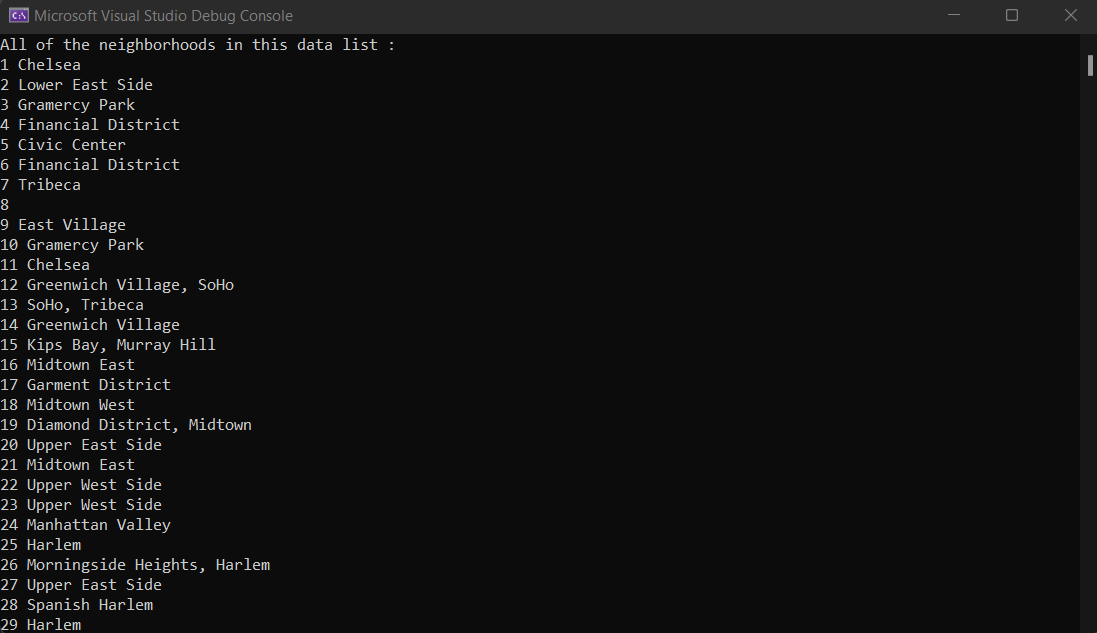 Microsoft Visual Studio Debug Console
All of the neighborhoods in this data list :
1 Chelsea
2 Lower East Side
3 Gramercy Park
4 Financial District
5 Civic Center
6 Financial District
7 Tribeca
8
9 East Village
10 Gramercy Park
11 Chelsea
12 Greenwich Village, SoHo
13 SoHo, Tribeca
14 Greenwich Village
15 Kips Bay, Murray Hill
16 Midtown East
17 Garment District
18 Midtown West
19 Diamond District, Midtown
20 Upper East Side
21 Midtown East
22 Upper West Side
23 Upper West Side
24 Manhattan Valley
25 Harlem
26 Morningside Heights, Harlem
27 Upper East Side
28 Spanish Harlem
29 Harlem